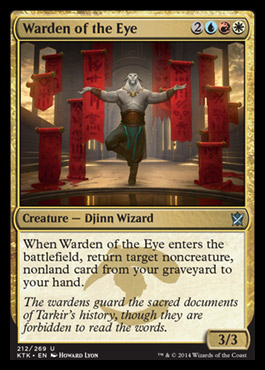 Warden of the Eye 2
Creature — Djinn Wizard
When Warden of the Eye enters the
battlefield, return target noncreature,
nonland card from your graveyard to
your hand.
The wardens guard the sacred documents
of Tarkir's history, though they are
forbidden to read the words.
3/3
212/269 U
KTK • EN Howard Lyon
™ & © 2014 Wizards of the Coast